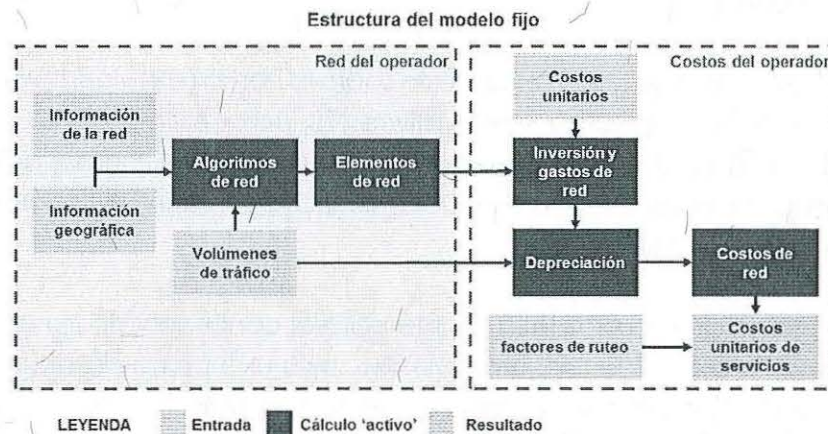 Estructura del modelo fijo
Red del operador
Costos del operador
Información
de la red
Información
geográfica
Algoritmos
de red
Elementos
de red
Volúmenes
de tráfico
Costos
unitarios
Inversión y
gastos de
red
Depreciación
Costos de
red
factores de ruteo
Costos
unitarios de
servicios
LEYENDA Entrada Cálculo 'activo' Resultado